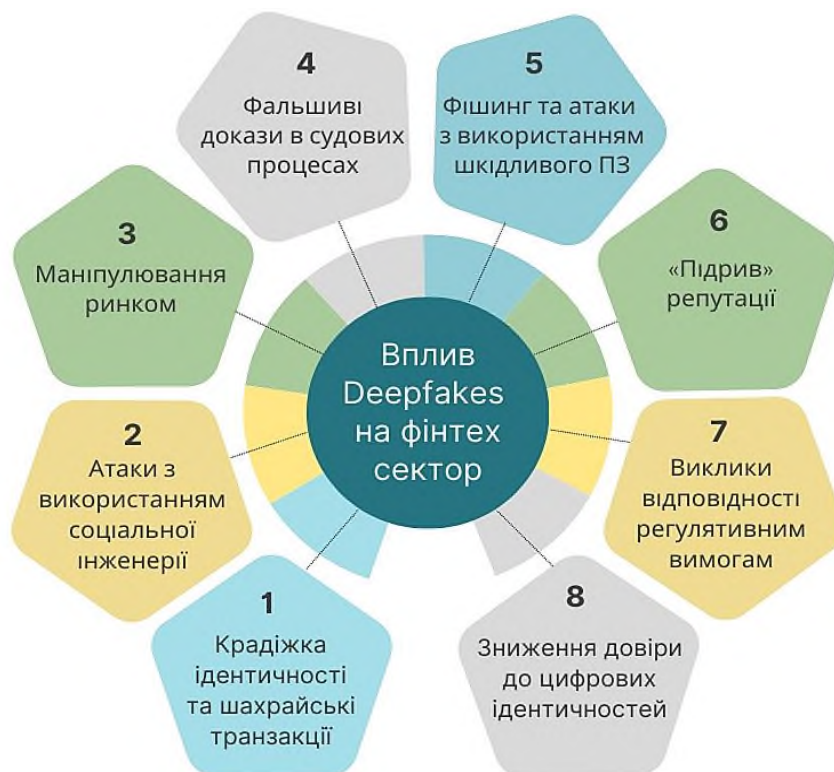 4
Фальшиві
докази в судових
процесах
5
Фішинг та атаки
з використанням
шкідливого ПЗ
3
Маніпулювання
ринком
6
«Підрив»
репутації
Вплив
Deepfakes
на фінтех
сектор
2
Атаки з
використанням
соціальної
інженерії
7
Виклики
відповідності
регулятивним
вимогам
1
Крадіжка
ідентичності
та шахрайські
транзакції
8
Зниження довіри
до цифрових
ідентичностей